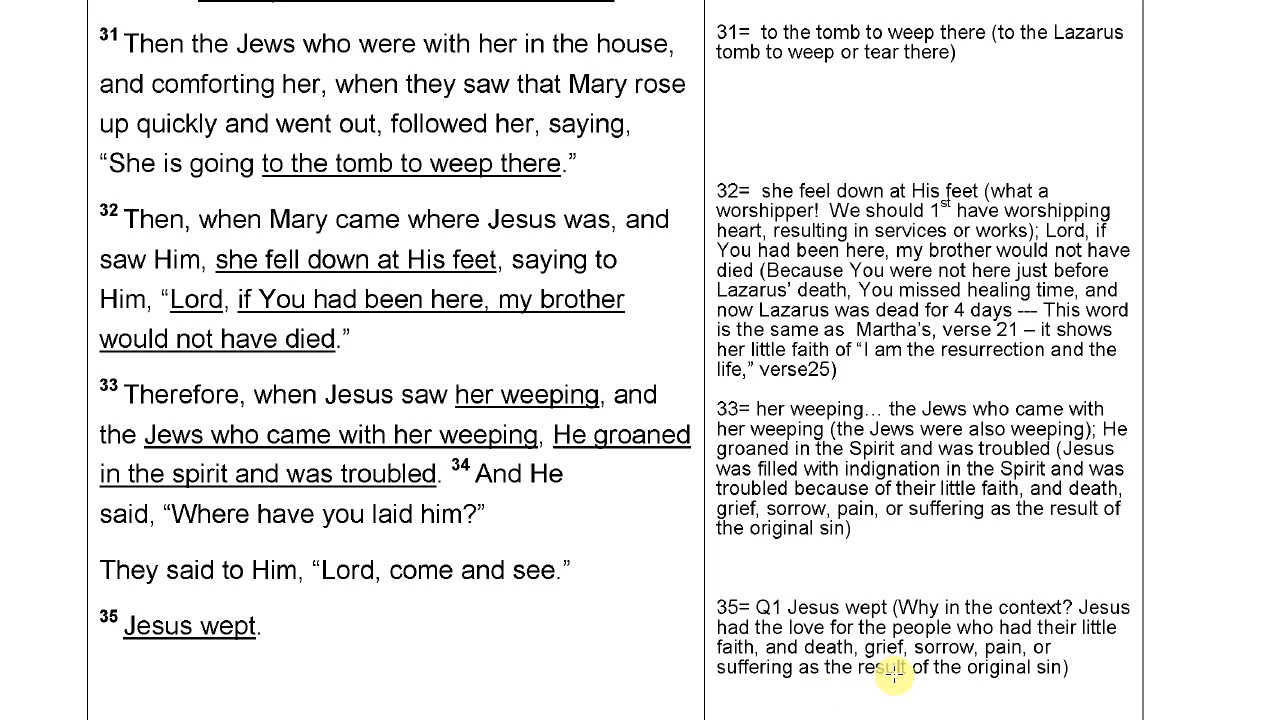 31 Then the Jews who were with her in the house,
and comforting her, when they saw that Mary rose
up quickly and went out, followed her, saying,
“She is going to the tomb to weep there.”
32 Then, when Mary came where Jesus was, and
saw Him, she fell down at His feet, saying to
Him, “Lord, if You had been here, my brother
would not have died.”
33 Therefore, when Jesus saw her weeping, and
the Jews who came with her weeping, He groaned
in the spirit and was troubled. 34 And He
said, “Where have you laid him?”
They said to Him, “Lord, come and see.”
35 Jesus wept.
31= to the tomb to weep there (to the Lazarus
tomb to weep or tear there)
32= she feel down at His feet (what a
worshipper! We should 1st have worshipping
heart, resulting in services or works); Lord, if
You had been here, my brother would not have
died (Because You were not here just before
Lazarus’ death, You missed healing time, and
now Lazarus was dead for 4 days --- This word
is the same as Martha’s, verse 21 – it shows
her little faith of “I am the resurrection and the
life,” verse25)
33= her weeping… the Jews who came with
her weeping (the Jews were also weeping); He
groaned in the Spirit and was troubled (Jesus
was filled with indignation in the Spirit and was
troubled because of their little faith, and death,
grief, sorrow, pain, or suffering as the result of
the original sin)
35= Q1 Jesus wept (Why in the context? Jesus
had the love for the people who had their little
faith, and death, grief, sorrow, pain, or
suffering as the result of the original sin)